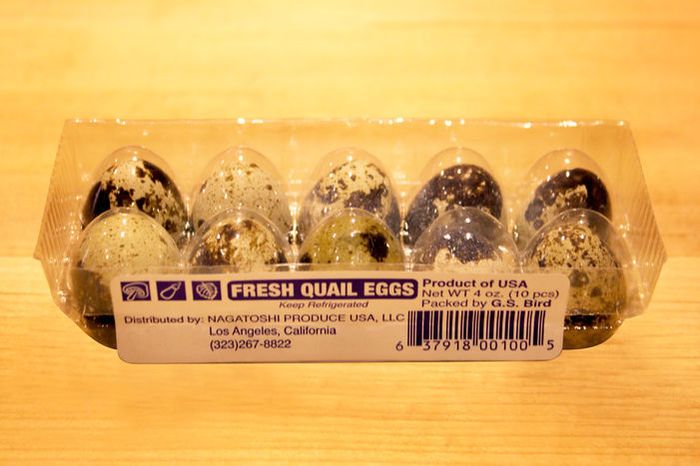 FRESH QUAIL EGGS
Keep Refrigerated
Distributed by: NAGATOSHI PRODUCE USA, LLC
Los Angeles, California
(323)267-8822
Product of USA
Net WT 4 oz. (10 pcs)
Packed by G.S. Bird
6 37918 00100 5